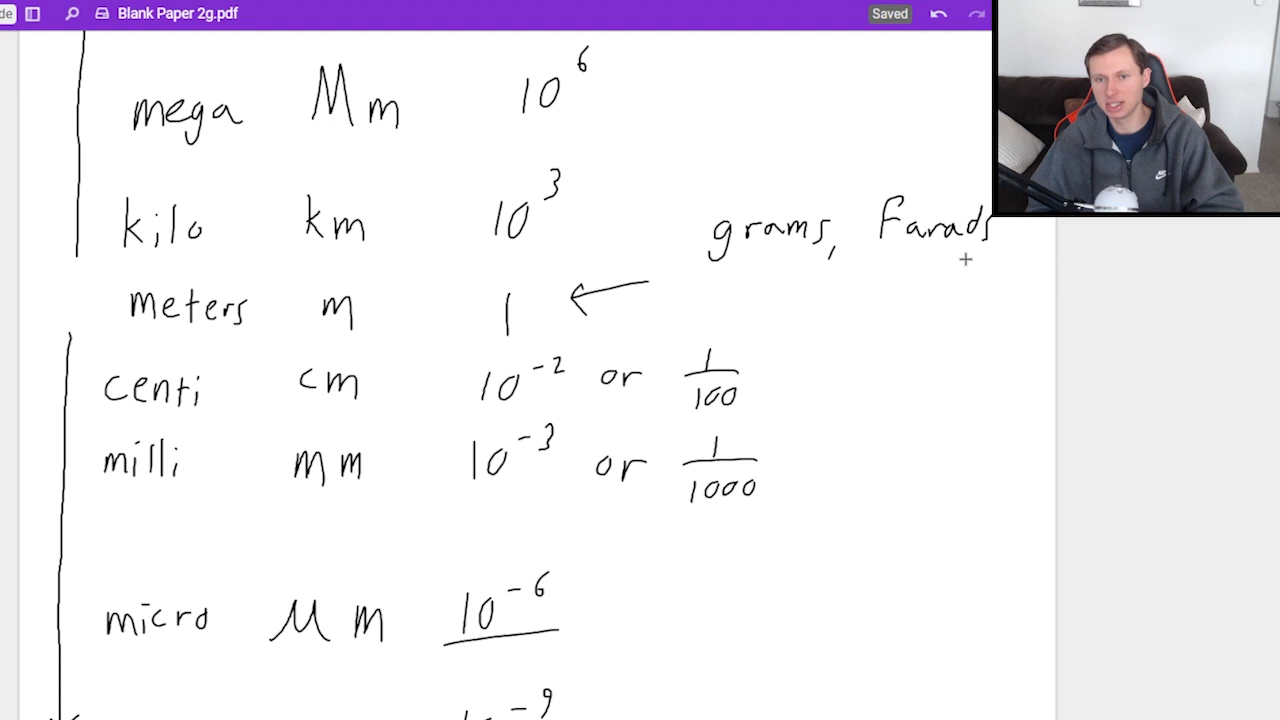 de Blank Paper 2g.pdf Saved
mega Mm 10^6
kilo km 10^3 grams, Farads
meters m 1 ←
centi cm 10^-2 or 1/100
milli mm 10^-3 or 1/1000
micro μm 10^-6
10^-9